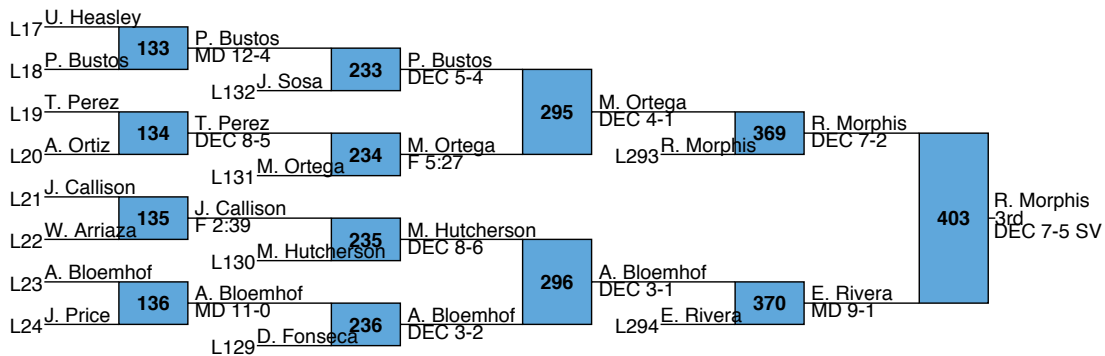 L17 U. Heasley
133
L18 P. Bustos
P. Bustos
MD 12-4
233
L132 J. Sosa
P. Bustos
DEC 5-4
L19 T. Perez
134
L20 A. Ortiz
T. Perez
DEC 8-5
234
L131 M. Ortega
M. Ortega
F 5:27
295
M. Ortega
DEC 4-1
369
L293 R. Morphis
R. Morphis
DEC 7-2
L21 J. Callison
135
L22 W. Arriaza
J. Callison
F 2:39
235
L130 M. Hutcherson
M. Hutcherson
DEC 8-6
L23 A. Bloemhof
136
L24 J. Price
A. Bloemhof
MD 11-0
236
L129 D. Fonseca
A. Bloemhof
DEC 3-2
296
A. Bloemhof
DEC 3-1
370
L294 E. Rivera
E. Rivera
MD 9-1
403
R. Morphis
3rd
DEC 7-5 SV